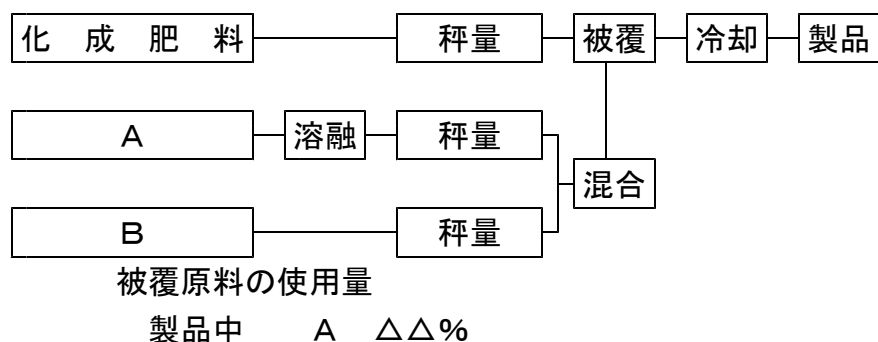 化　成　肥　料 秤量 被覆 冷却 製品
Ａ 溶融 秤量
混合
Ｂ 秤量
被覆原料の使用量
製品中　Ａ　△△%